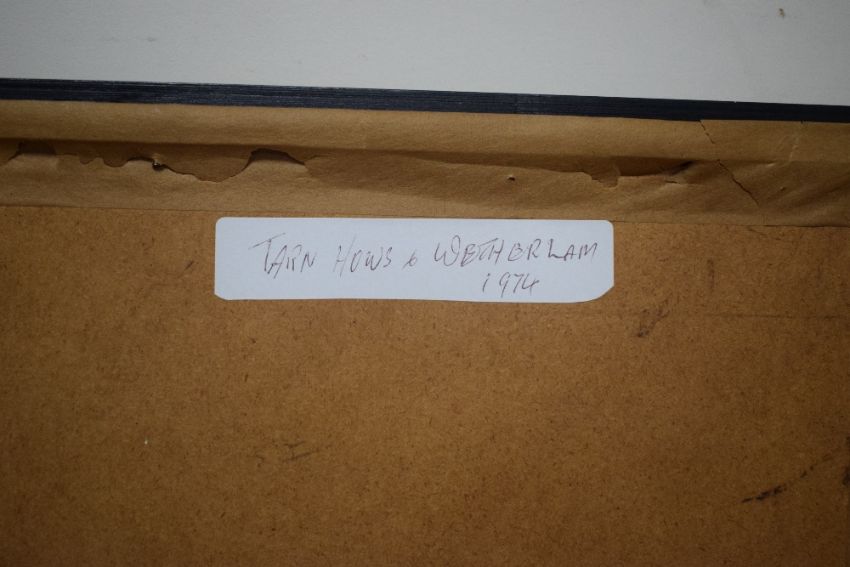 TARN HOWS & WETHERLAM
1974